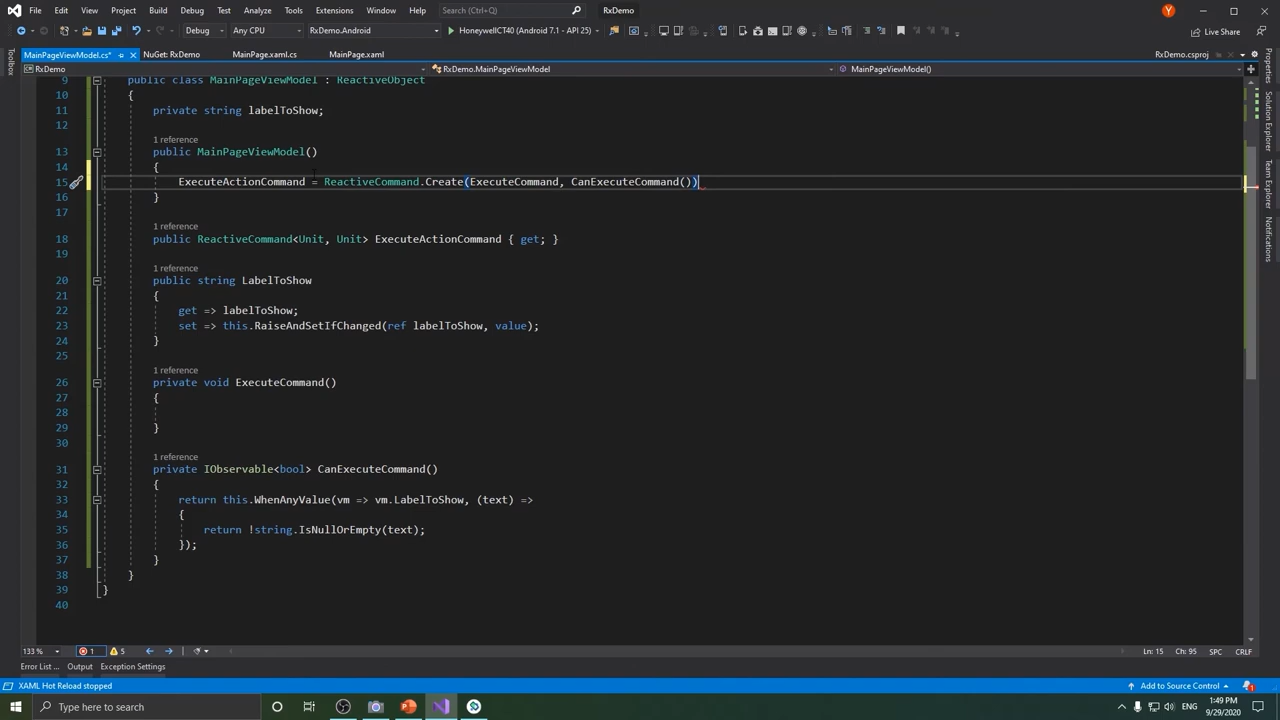 File Edit View Git Project Build Debug Test Analyze Tools Extensions Window Help Search (Ctrl+Q) RxDemo
Debug Any CPU RxDemo.Android HoneywellCT40 (Android 7.1 - API 25) Live Share
MainPageViewModel.cs* NuGet: RxDemo MainPage.xaml.cs MainPage.xaml RxDemo.csproj
RxDemo RxDemo.MainPageViewModel MainPageViewModel()
9 public class MainPageViewModel : ReactiveObject
10 {
11 private string labelToShow;
12
1 reference
13 public MainPageViewModel()
14 {
15 ExecuteActionCommand = ReactiveCommand.Create(ExecuteCommand, CanExecuteCommand())
16 }
17
1 reference
18 public ReactiveCommand<Unit, Unit> ExecuteActionCommand { get; }
19
1 reference
20 public string LabelToShow
21 {
22 get => labelToShow;
23 set => this.RaiseAndSetIfChanged(ref labelToShow, value);
24 }
25
1 reference
26 private void ExecuteCommand()
27 {
28
29 }
30
1 reference
31 private IObservable<bool> CanExecuteCommand()
32 {
33 return this.WhenAnyValue(vm => vm.LabelToShow, (text) =>
34 {
35 return !string.IsNullOrEmpty(text);
36 });
37 }
38 }
39 }
40
Toolbox
Properties
Solution Explorer
Team Explorer
Notifications
133 % 1 5 Ln: 15 Ch: 95 SPC CRLF
Error List ... Output Exception Settings
XAML Hot Reload stopped Add to Source Control 1
Type here to search 1:49 PM
9/29/2020